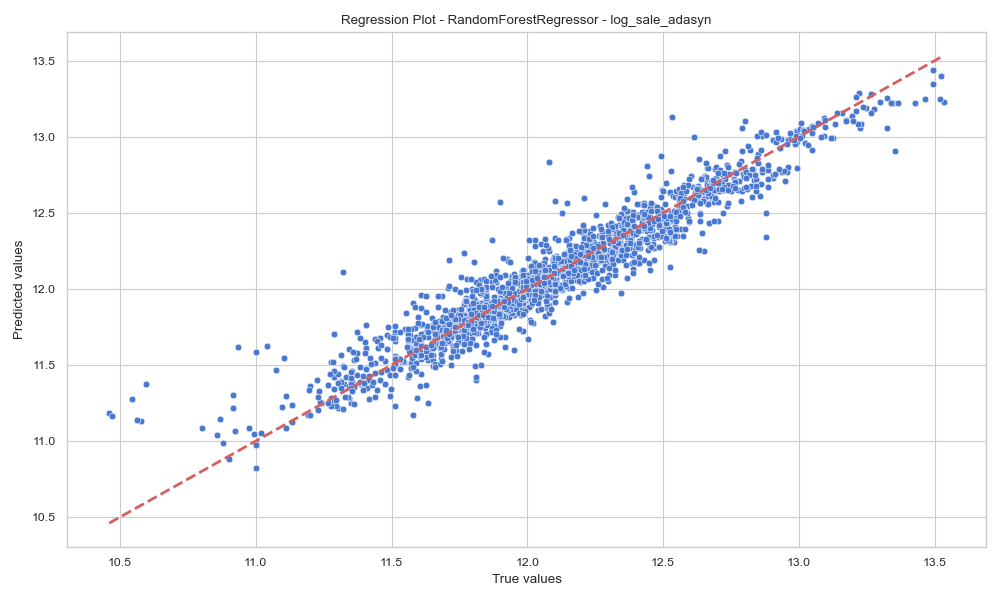 Regression Plot - RandomForestRegressor - log_sale_adasyn
Predicted values
13.5
13.0
12.5
12.0
11.5
11.0
10.5
10.5 11.0 11.5 12.0 12.5 13.0 13.5
True values